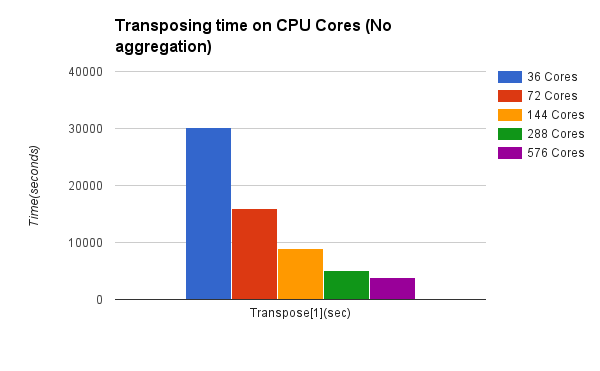 Transposing time on CPU Cores (No
aggregation)
40000
30000
20000
10000
0
Time(seconds)
Transpose[1](sec)
36 Cores
72 Cores
144 Cores
288 Cores
576 Cores